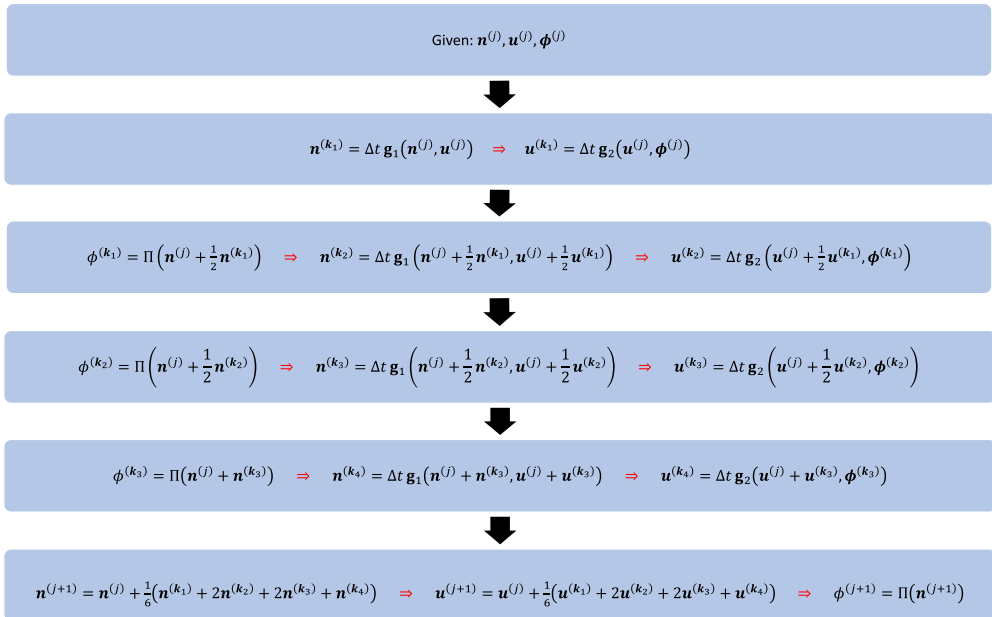 Given: 𝒏⁽ʲ⁾, 𝒖⁽ʲ⁾, 𝝓⁽ʲ⁾
𝒏^(𝒌₁) = Δ𝑡 𝐠₁(𝒏^(𝑗), 𝒖^(𝑗)) ⇒ 𝒖^(𝒌₁) = Δ𝑡 𝐠₂(𝒖^(𝑗), 𝝓^(𝑗))
𝜙^(𝒌₁) = Π(𝒏^(𝑗) + 1/2 𝒏^(𝒌₁)) ⇒ 𝒏^(𝒌₂) = Δ𝑡 𝐠₁(𝒏^(𝑗) + 1/2 𝒏^(𝒌₁), 𝒖^(𝑗) + 1/2 𝒖^(𝒌₁)) ⇒ 𝒖^(𝒌₂) = Δ𝑡 𝐠₂(𝒖^(𝑗) + 1/2 𝒖^(𝒌₁), 𝝓^(𝒌₁))
𝜙^(𝒌₂) = Π(𝒏^(𝑗) + 1/2 𝒏^(𝒌₂)) ⇒ 𝒏^(𝒌₃) = Δ𝑡 𝐠₁(𝒏^(𝑗) + 1/2 𝒏^(𝒌₂), 𝒖^(𝑗) + 1/2 𝒖^(𝒌₂)) ⇒ 𝒖^(𝒌₃) = Δ𝑡 𝐠₂(𝒖^(𝑗) + 1/2 𝒖^(𝒌₂), 𝝓^(𝒌₂))
𝜙^(𝒌₃) = Π(𝒏^(𝑗) + 𝒏^(𝒌₃)) ⇒ 𝒏^(𝒌₄) = Δ𝑡 𝐠₁(𝒏^(𝑗) + 𝒏^(𝒌₃), 𝒖^(𝑗) + 𝒖^(𝒌₃)) ⇒ 𝒖^(𝒌₄) = Δ𝑡 𝐠₂(𝒖^(𝑗) + 𝒖^(𝒌₃), 𝝓^(𝒌₃))
𝒏^(𝑗+1) = 𝒏^(𝑗) + 1/6(𝒏^(𝒌₁) + 2𝒏^(𝒌₂) + 2𝒏^(𝒌₃) + 𝒏^(𝒌₄)) ⇒ 𝒖^(𝑗+1) = 𝒖^(𝑗) + 1/6(𝒖^(𝒌₁) + 2𝒖^(𝒌₂) + 2𝒖^(𝒌₃) + 𝒖^(𝒌₄)) ⇒ 𝜙^(𝑗+1) = Π(𝒏^(𝑗+1))